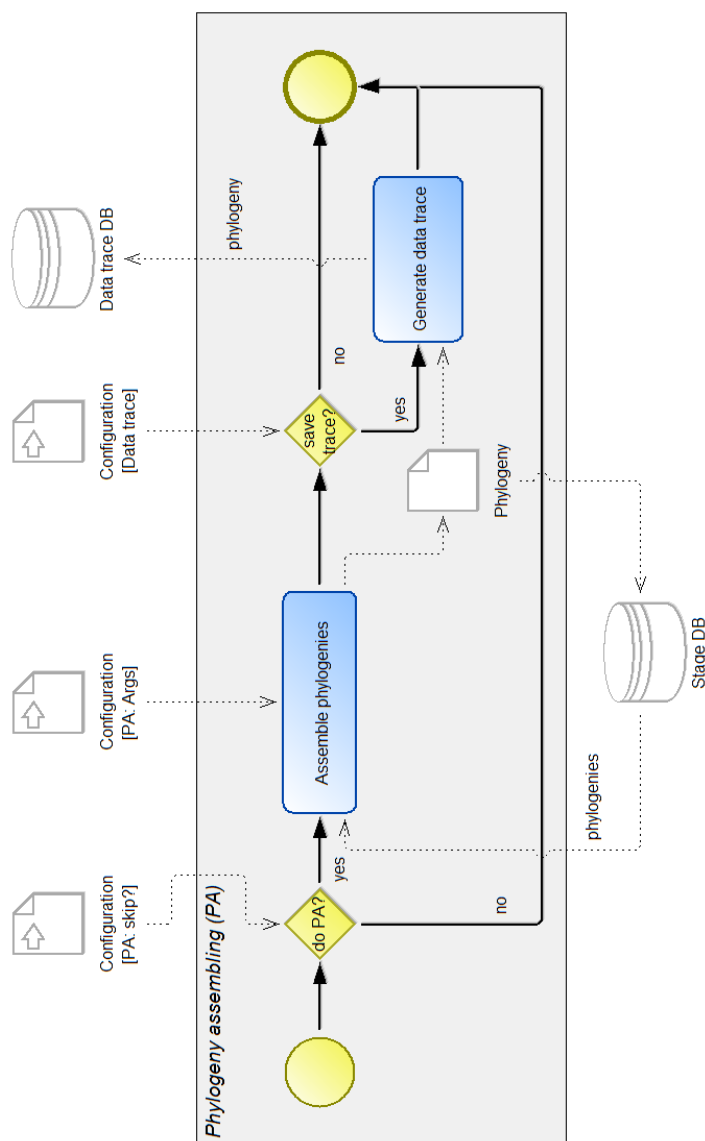 Configuration
[PA: skip?]
Configuration
[PA: Args]
Configuration
[Data trace]
Data trace DB
Phylogeny assembling (PA)
do PA?
yes
Assemble phylogenies
save
trace?
no
phylogeny
yes
Generate data trace
Phylogeny
no
phylogenies
Stage DB